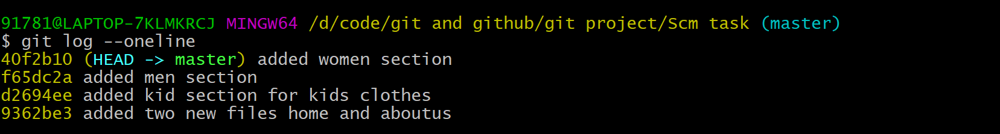 91781@LAPTOP-7KLMKRCJ MINGW64 /d/code/git and github/git project/Scm task (master)
$ git log --oneline
40f2b10 (HEAD -> master) added women section
f65dc2a added men section
d2694ee added kid section for kids clothes
9362be3 added two new files home and aboutus